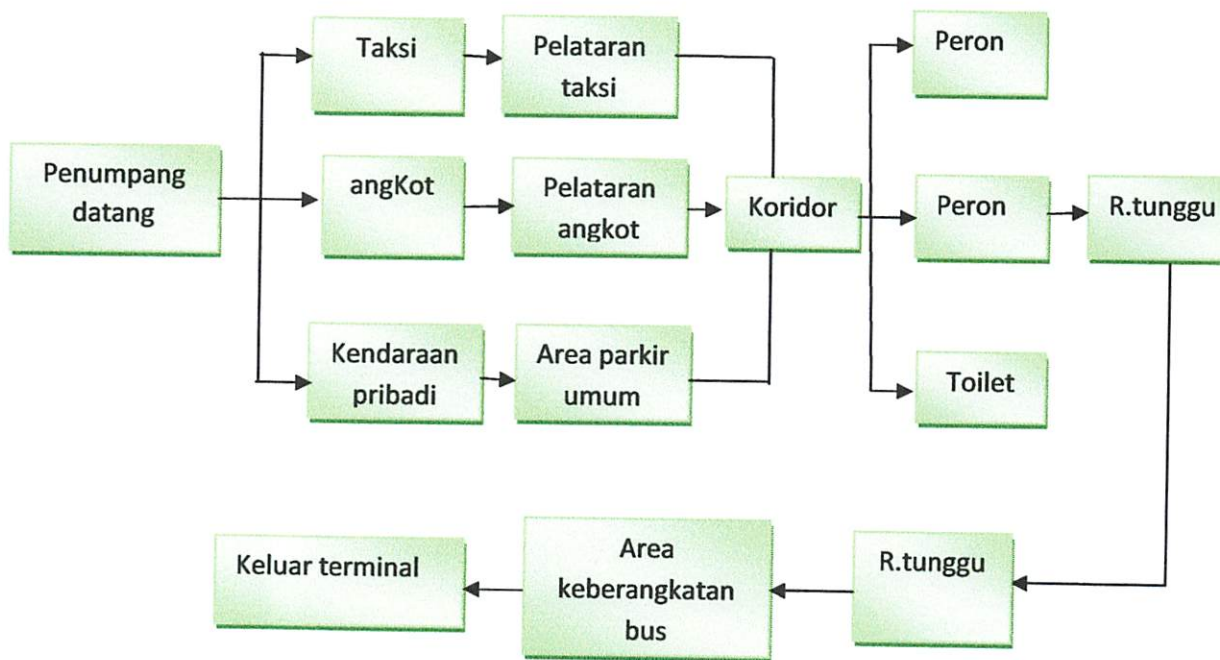 Penumpang
datang
Taksi
Pelataran
taksi
angKot
Pelataran
angkot
Kendaraan
pribadi
Area parkir
umum
Koridor
Peron
Peron
R.tunggu
Toilet
R.tunggu
Area
keberangkatan
bus
Keluar terminal